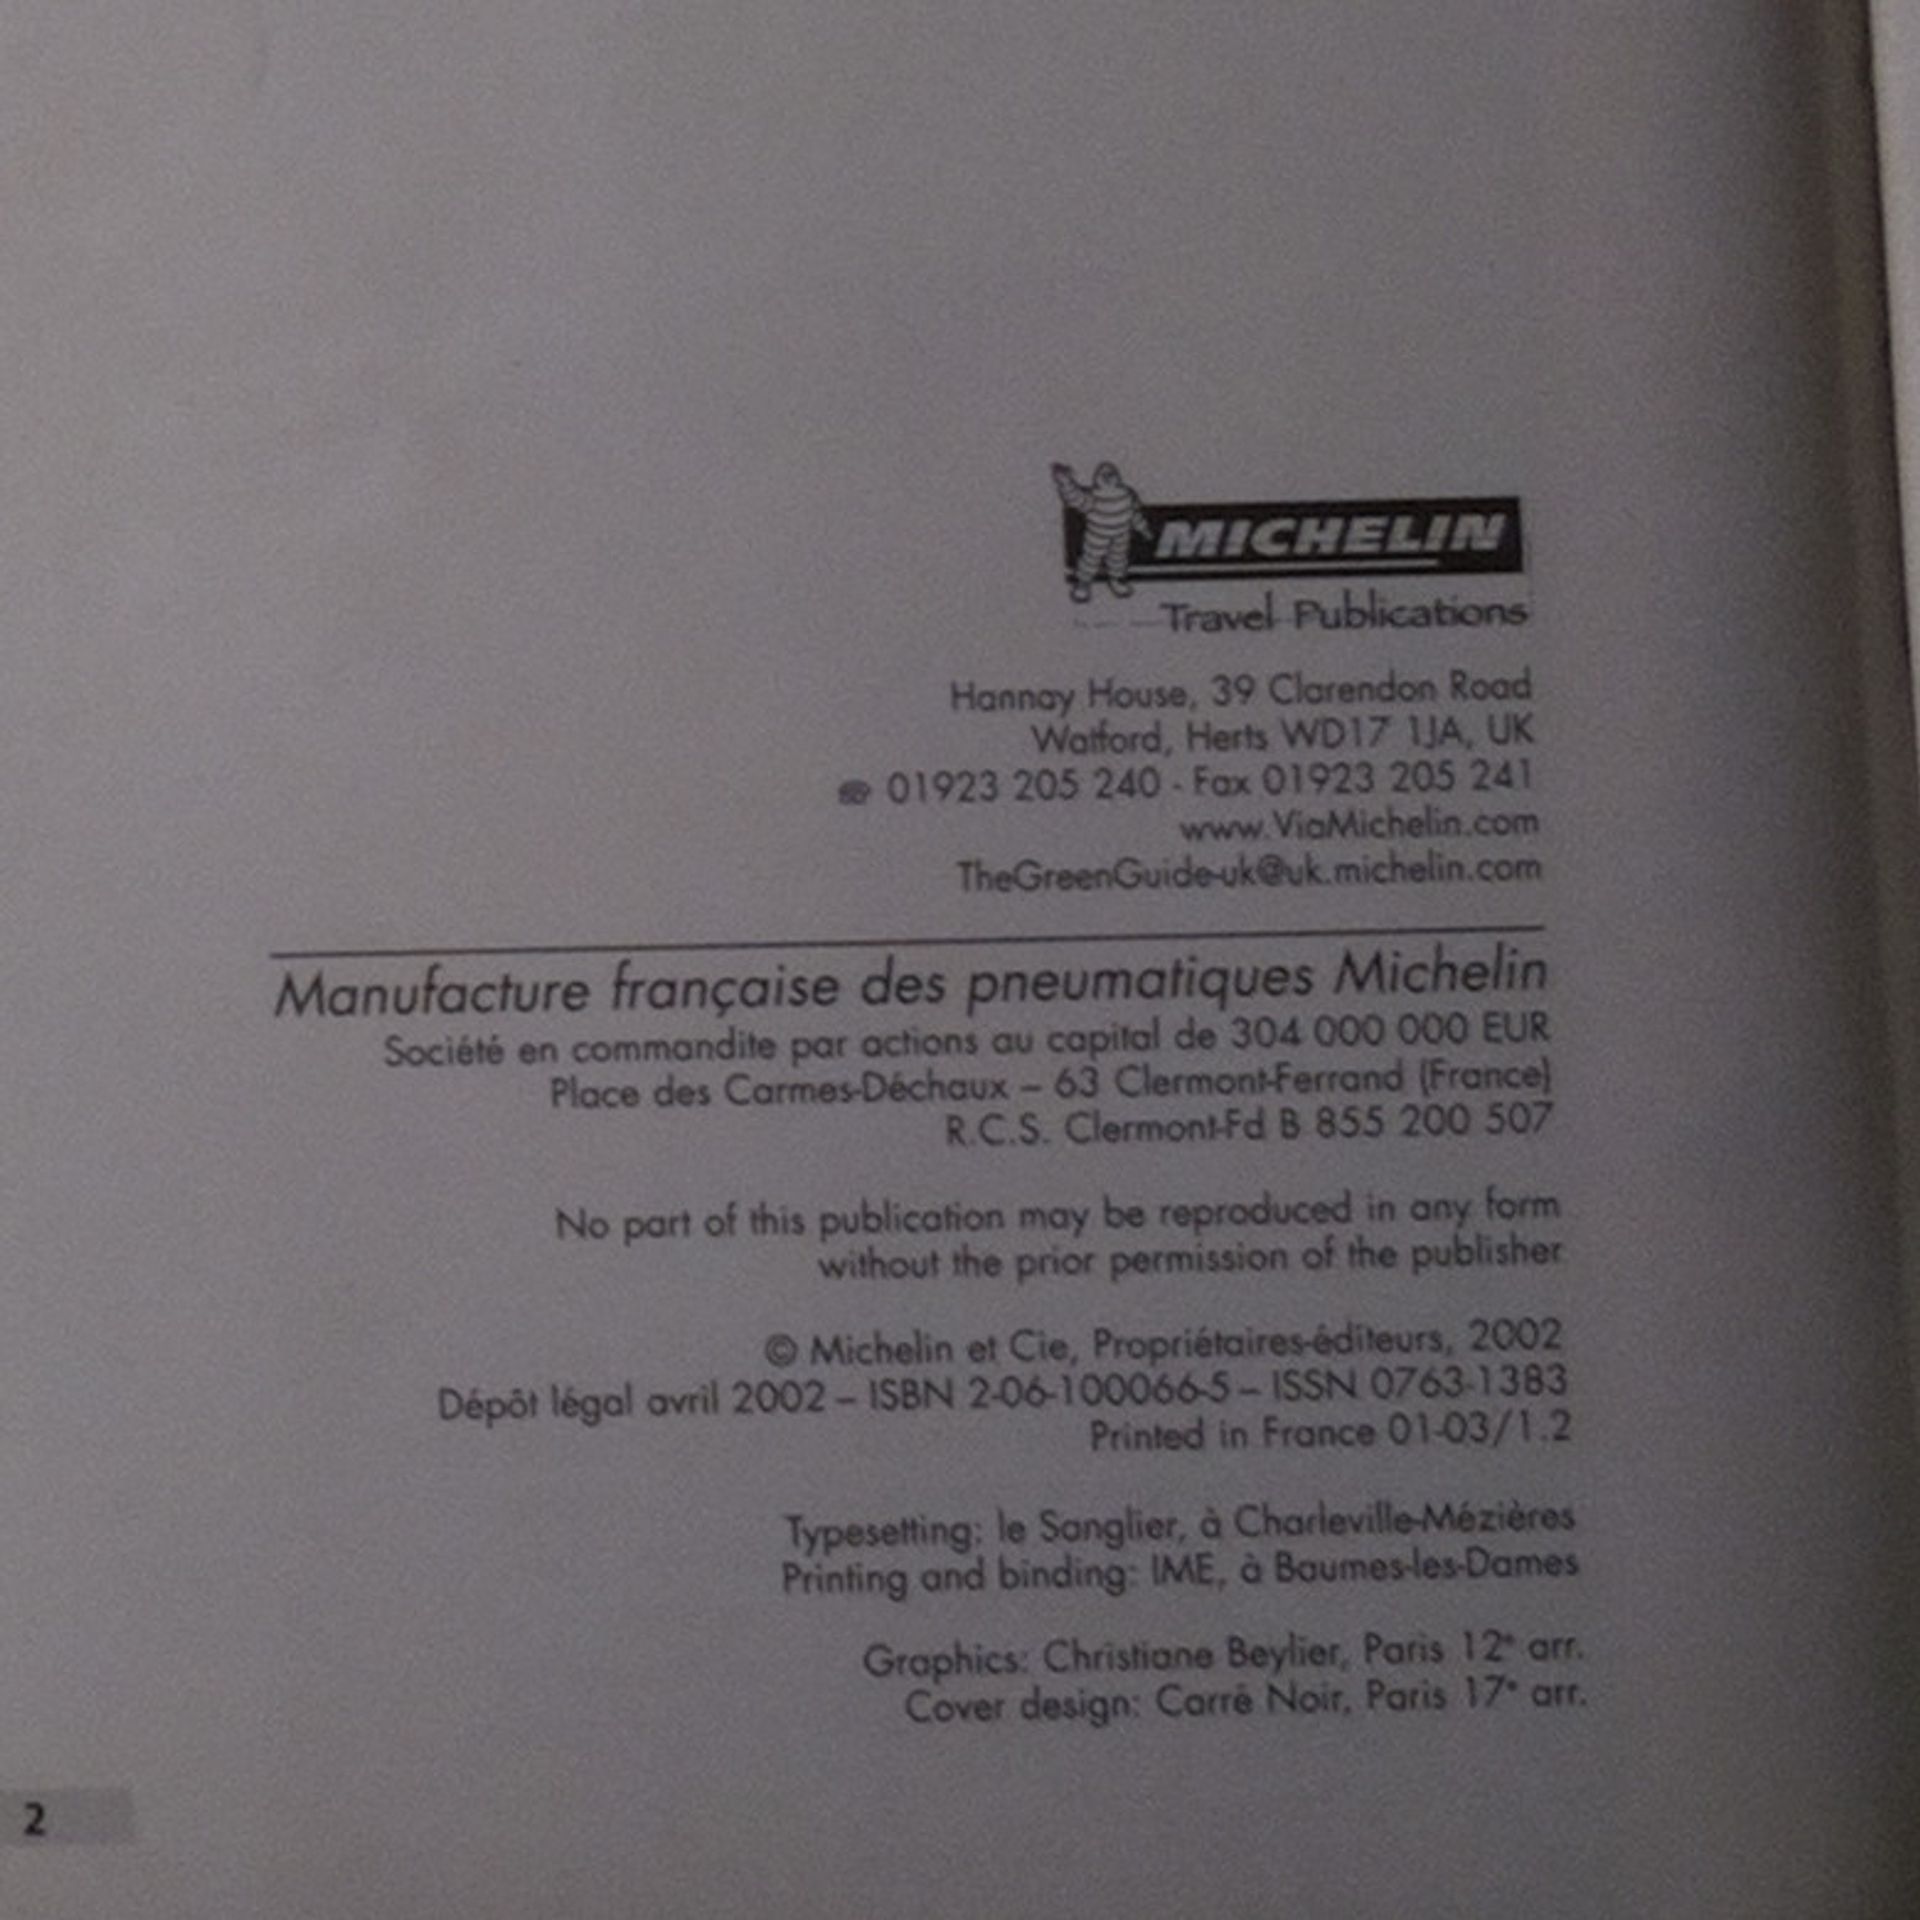 MICHELIN
Travel Publications
Hannay House, 39 Clarendon Road
Watford, Herts WD17 1JA, UK
☎ 01923 205 240 - Fax 01923 205 241
www.ViaMichelin.com
TheGreenGuide-uk@uk.michelin.com
Manufacture française des pneumatiques Michelin
Société en commandite par actions au capital de 304 000 000 EUR
Place des Carmes-Déchaux – 63 Clermont-Ferrand (France)
R.C.S. Clermont-Fd B 855 200 507
No part of this publication may be reproduced in any form
without the prior permission of the publisher
© Michelin et Cie, Propriétaires-éditeurs, 2002
Dépôt légal avril 2002 – ISBN 2-06-100066-5 – ISSN 0763-1383
Printed in France 01-03/1.2
Typesetting: le Sanglier, à Charleville-Mézières
Printing and binding: IME, à Baumes-les-Dames
Graphics: Christiane Beylier, Paris 12e arr.
Cover design: Carré Noir, Paris 17e arr.
2